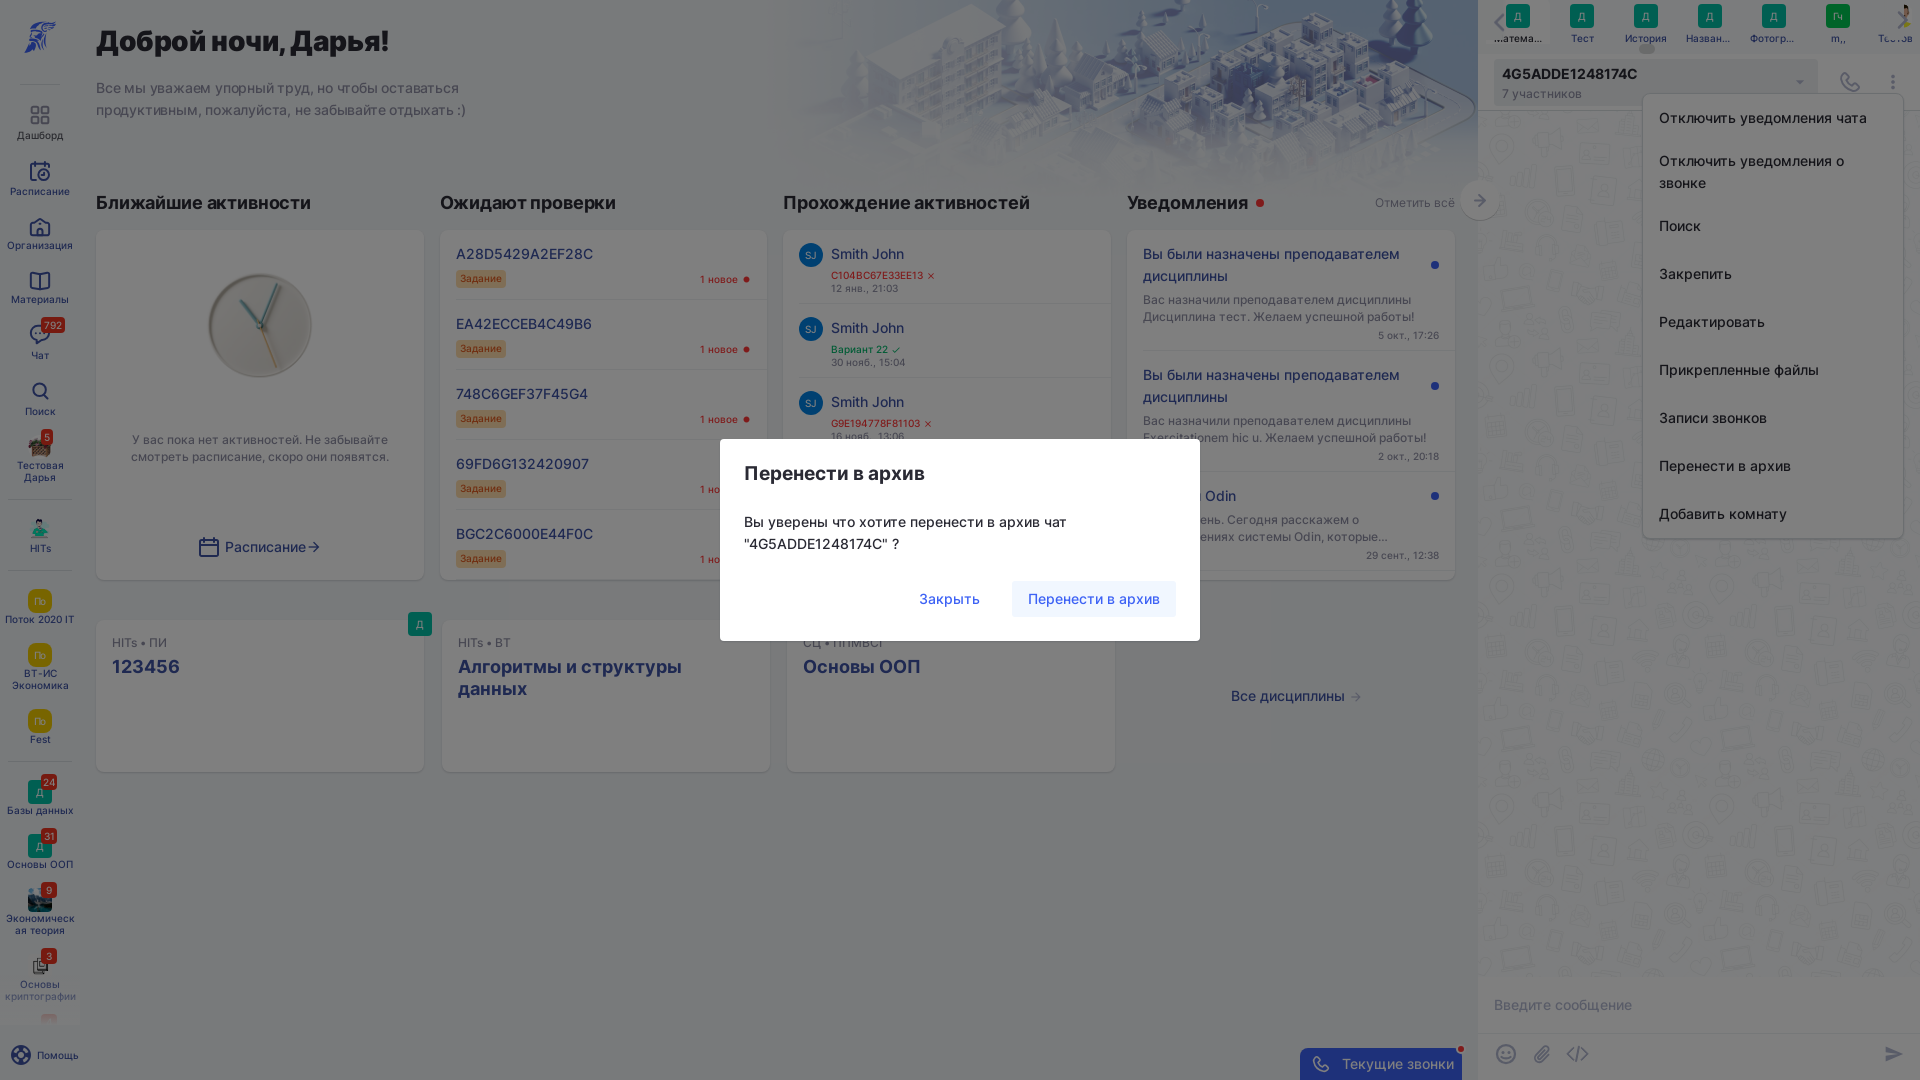 Дашборд
Расписание
Организация
Материалы
792
Чат
Поиск
5
Тестовая
Дарья
HITs
По
Поток 2020 IT
По
ВТ-ИС
Экономика
По
Fest
24
Д
Базы данных
31
Д
Основы ООП
9
Экономическ
ая теория
3
Основы
криптографии
Помощь
Доброй ночи, Дарья!
Все мы уважаем упорный труд, но чтобы оставаться
продуктивным, пожалуйста, не забывайте отдыхать :)
Ближайшие активности
У вас пока нет активностей. Не забывайте
смотреть расписание, скоро они появятся.
Расписание
Ожидают проверки
A28D5429A2EF28C
Задание
1 новое
EA42ECCEB4C49B6
Задание
1 новое
748C6GEF37F45G4
Задание
1 новое
69FD6G132420907
Задание
1 но
BGC2C6000E44F0C
Задание
1 но
Прохождение активностей
SJ
Smith John
C104BC67E33EE13
12 янв., 21:03
SJ
Smith John
Вариант 22
30 нояб., 15:04
SJ
Smith John
G9E194778F81103
16 нояб., 13:06
Уведомления
Отметить всё
Вы были назначены преподавателем
дисциплины
Вас назначили преподавателем дисциплины
Дисциплина тест. Желаем успешной работы!
5 окт., 17:26
Вы были назначены преподавателем
дисциплины
Вас назначили преподавателем дисциплины
Exercitationem hic u. Желаем успешной работы!
2 окт., 20:18
Odin
ень. Сегодня расскажем о
ениях системы Odin, которые...
29 сент., 12:38
Перенести в архив
Вы уверены что хотите перенести в архив чат
"4G5ADDE1248174C" ?
Закрыть
Перенести в архив
Д
HITs • ПИ
123456
HITs • ВТ
Алгоритмы и структуры
данных
Основы ООП
Все дисциплины
Д
Матема...
Д
Тест
Д
История
Д
Назван...
Д
Фотогр...
Гч
m,,
Тестов
4G5ADDE1248174C
7 участников
Отключить уведомления чата
Отключить уведомления о
звонке
Поиск
Закрепить
Редактировать
Прикрепленные файлы
Записи звонков
Перенести в архив
Добавить комнату
Введите сообщение
Текущие звонки